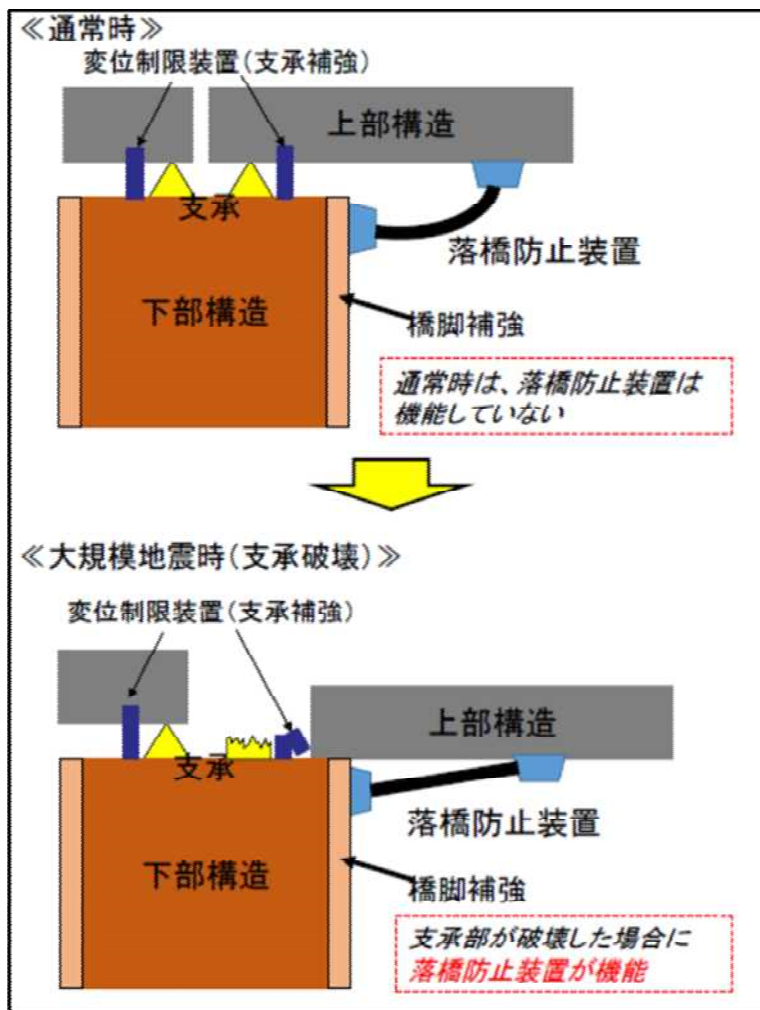 ≪通常時≫
変位制限装置(支承補強)
上部構造
支承
落橋防止装置
下部構造
橋脚補強
通常時は、落橋防止装置は
機能していない
≪大規模地震時(支承破壊)≫
変位制限装置(支承補強)
上部構造
支承
落橋防止装置
下部構造
橋脚補強
支承部が破壊した場合に
落橋防止装置が機能